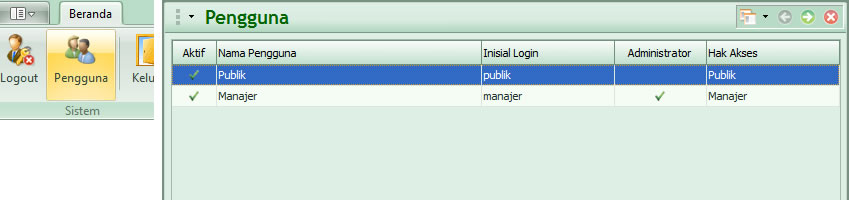 Beranda
Logout
Pengguna
Kelu
Sistem
Pengguna
Aktif Nama Pengguna Inisial Login Administrator Hak Akses
Publik publik Publik
Manajer manajer Manajer